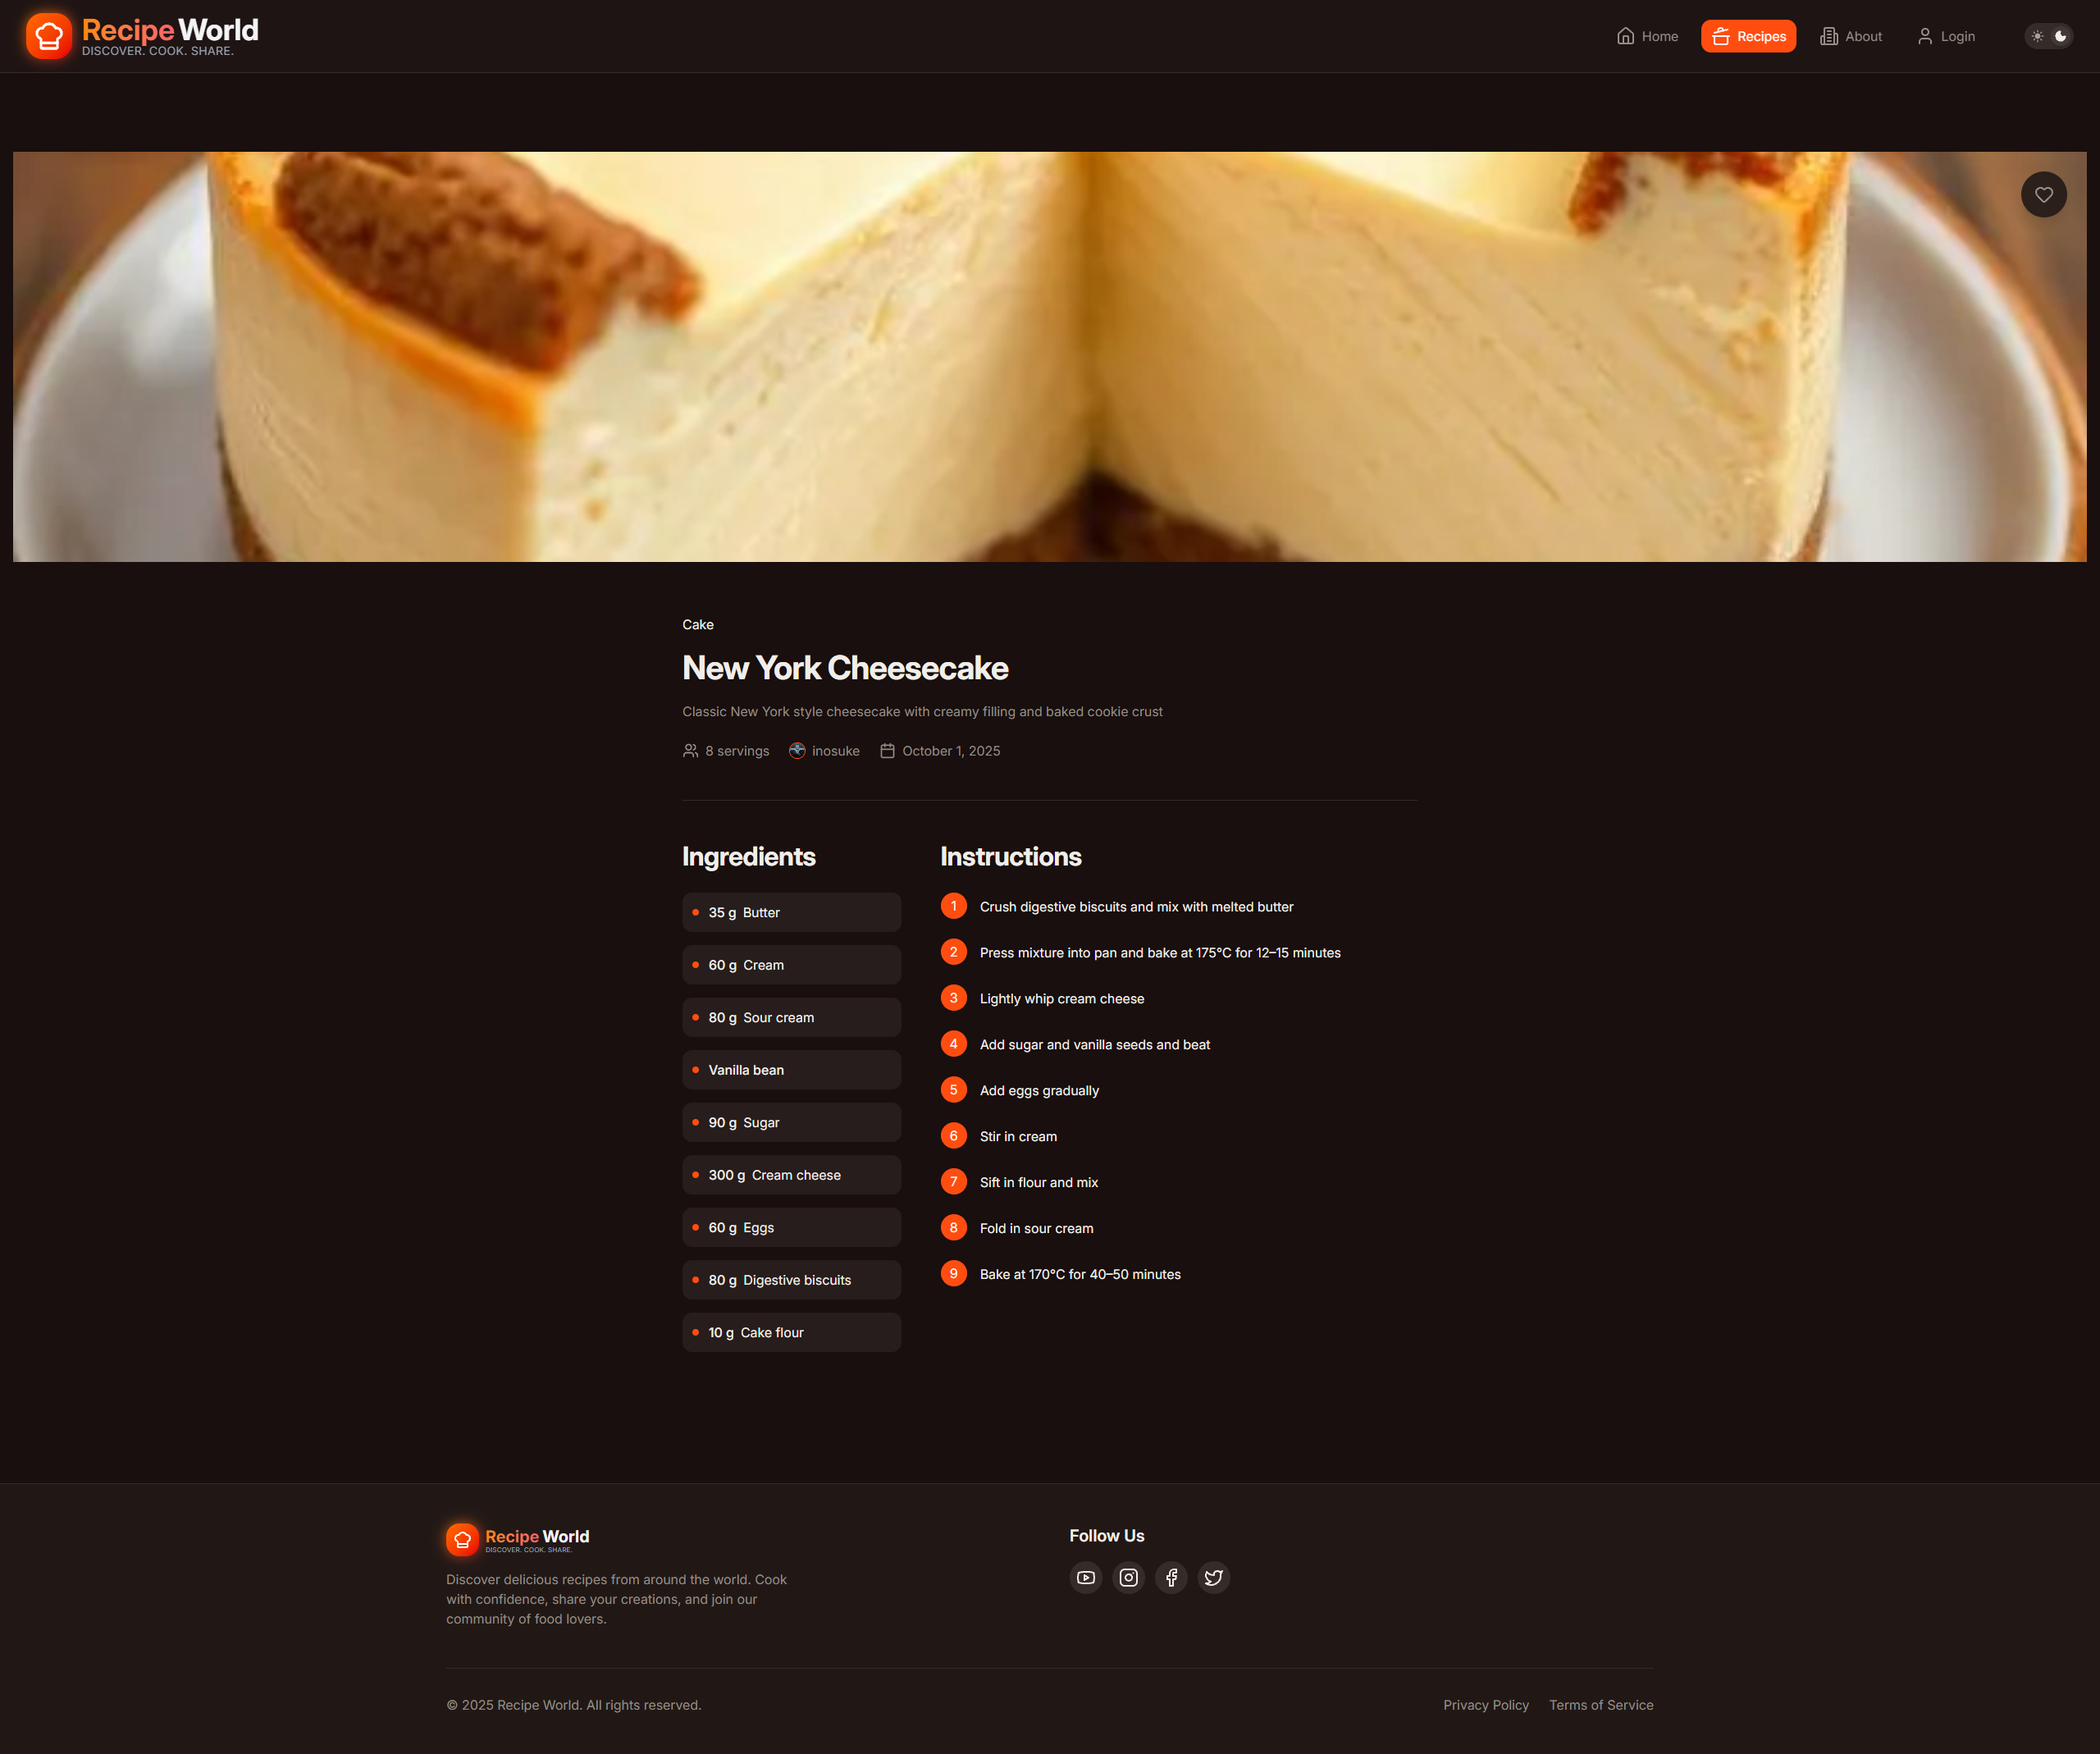 Recipe World
DISCOVER. COOK. SHARE.
Home
Recipes
About
Login
Cake
New York Cheesecake
Classic New York style cheesecake with creamy filling and baked cookie crust
8 servings
inosuke
October 1, 2025
Ingredients
35 g Butter
60 g Cream
80 g Sour cream
Vanilla bean
90 g Sugar
300 g Cream cheese
60 g Eggs
80 g Digestive biscuits
10 g Cake flour
Instructions
1 Crush digestive biscuits and mix with melted butter
2 Press mixture into pan and bake at 175°C for 12–15 minutes
3 Lightly whip cream cheese
4 Add sugar and vanilla seeds and beat
5 Add eggs gradually
6 Stir in cream
7 Sift in flour and mix
8 Fold in sour cream
9 Bake at 170°C for 40–50 minutes
Recipe World
DISCOVER. COOK. SHARE.
Discover delicious recipes from around the world. Cook
with confidence, share your creations, and join our
community of food lovers.
Follow Us
© 2025 Recipe World. All rights reserved.
Privacy Policy
Terms of Service